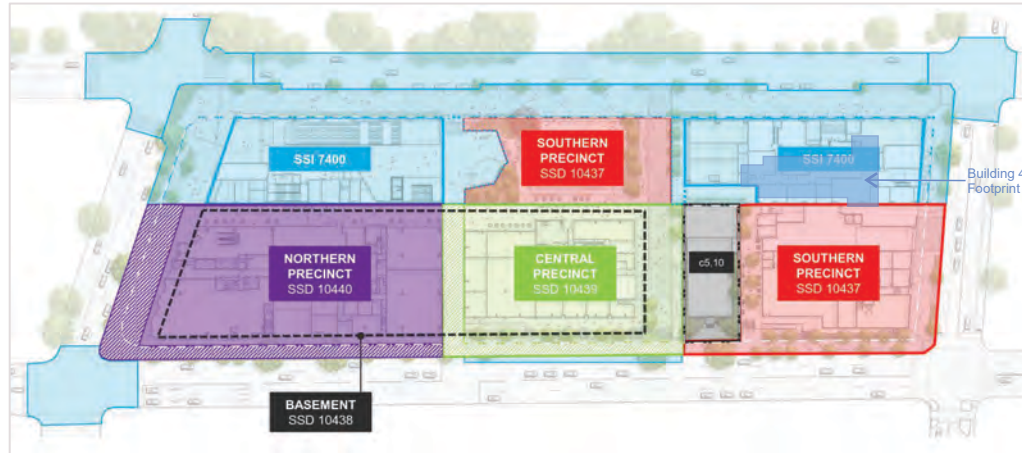 SSI 7400
SOUTHERN
PRECINCT
SSD 10437
SSI 7400
Building 4
Footprint
NORTHERN
PRECINCT
SSD 10440
CENTRAL
PRECINCT
SSD 10439
c5,10
SOUTHERN
PRECINCT
SSD 10437
BASEMENT
SSD 10438